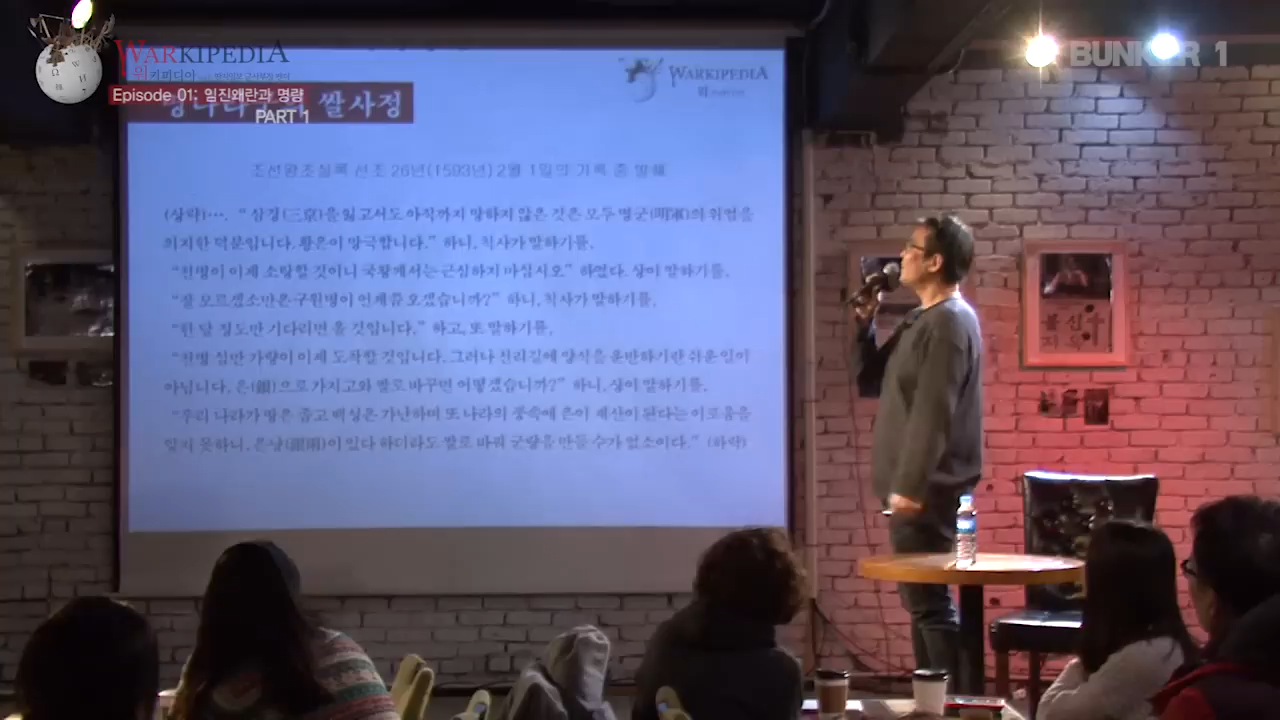 WARKIPEDIA
워키피디아
Episode 01: 임진왜란과 명량
PART 1
BUNKER 1
쌀사정
WARKIPEDIA
워
조선왕조실록 선조 26년(1593년) 2월 1일의 기록 중 발췌
(상략)…. “삼경(三京)을 잃고서도 아직까지 망하지 않은 것은 모두 명군(明軍)의 위엄을
의지한 덕분입니다. 황은이 망극합니다.” 하니, 척사가 말하기를,
“천병이 이제 소탕할 것이니 국왕께서는 근심하지 마십시오” 하였다. 상이 말하기를,
“잘 모르겠소만은 구원병이 언제쯤 오겠습니까?” 하니, 척사가 말하기를,
“한 달 정도만 기다리면 올 것입니다.” 하고, 또 말하기를,
“천병 십만 가량이 이제 도착할 것입니다. 그러나 천리길에 양식을 운반하기란 쉬운 일이
아닙니다. 은(銀)으로 가지고와 쌀로 바꾸면 어떻겠습니까?” 하니, 상이 말하기를,
“우리 나라가 땅은 좁고 백성은 가난하며 또 나라의 풍속에 은이 재산이 된다는 이로움을
알지 못하니, 은냥(銀兩)이 있다 하더라도 쌀로 바꿔 군량을 만들 수가 없소이다.” (하략)
불신
지옥